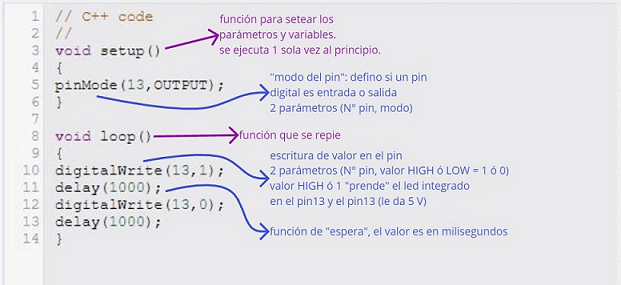 1 // C++ code
2 //
3 void setup()
4 {
5 pinMode(13,OUTPUT);
6 }
7
8 void loop()
9 {
10 digitalWrite(13,1);
11 delay(1000);
12 digitalWrite(13,0);
13 delay(1000);
14 }
función para setear los
parámetros y variables.
se ejecuta 1 sola vez al principio.
"modo del pin": defino si un pin
digital es entrada o salida
2 parámetros (N° pin, modo)
función que se repie
escritura de valor en el pin
2 parámetros (N° pin, valor HIGH ó LOW = 1 ó 0)
valor HIGH ó 1 "prende" el led integrado
en el pin13 y el pin13 (le da 5 V)
función de "espera", el valor es en milisegundos